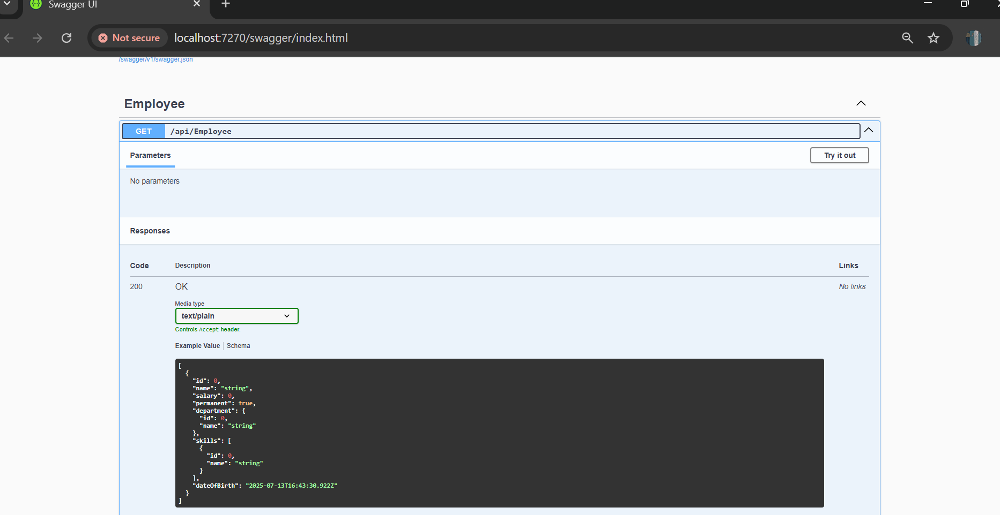 Swagger UI
Not secure
localhost:7270/swagger/index.html
/swagger/v1/swagger.json
Employee
GET /api/Employee
Parameters
Try it out
No parameters
Responses
Code Description Links
200 OK No links
Media type
text/plain
Controls Accept header.
Example Value | Schema
[
  {
    "id": 0,
    "name": "string",
    "salary": 0,
    "permanent": true,
    "department": {
      "id": 0,
      "name": "string"
    },
    "skills": [
      {
        "id": 0,
        "name": "string"
      }
    ],
    "dateOfBirth": "2025-07-13T16:43:30.922Z"
  }
]